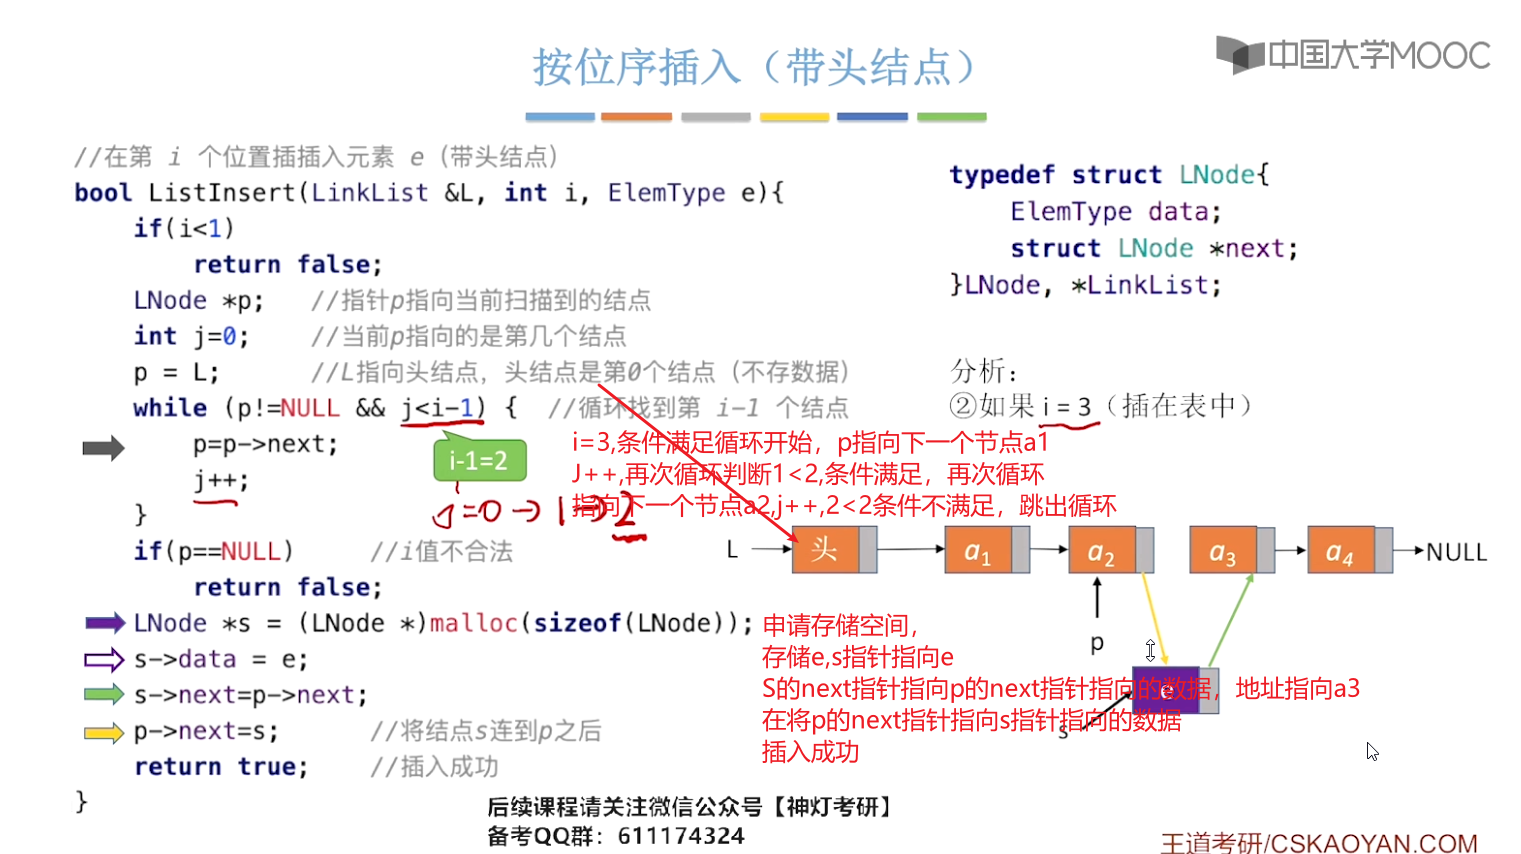 按位序插入（带头结点）
中国大学MOOC
//在第 i 个位置插插入元素 e（带头结点）
bool ListInsert(LinkList &L, int i, ElemType e){
if(i<1)
return false;
LNode *p; //指针p指向当前扫描到的结点
int j=0; //当前p指向的是第几个结点
p = L; //L指向头结点，头结点是第0个结点（不存数据）
while (p!=NULL && j<i-1) { //循环找到第 i-1 个结点
p=p->next;
j++;
}
if(p==NULL) //i值不合法
return false;
LNode *s = (LNode *)malloc(sizeof(LNode));
s->data = e;
s->next=p->next;
p->next=s; //将结点s连到p之后
return true; //插入成功
}
i-1=2
j=0→1→2
typedef struct LNode{
ElemType data;
struct LNode *next;
}LNode, *LinkList;
分析：
②如果 i = 3（插在表中）
i=3,条件满足循环开始，p指向下一个节点a1
J++,再次循环判断1<2,条件满足，再次循环
指向下一个节点a2,j++,2<2条件不满足，跳出循环
L 头 a1 a2 a3 a4 NULL
p
e
s
申请存储空间，
存储e,s指针指向e
S的next指针指向p的next指针指向的数据，地址指向a3
在将p的next指针指向s指针指向的数据
插入成功
后续课程请关注微信公众号【神灯考研】
备考QQ群：611174324
王道考研/CSKAOYAN.COM